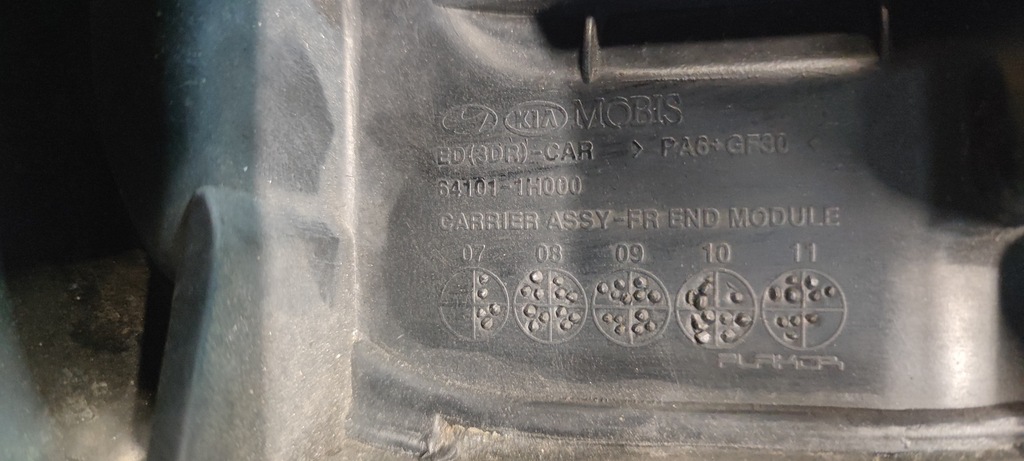 KIA MOBIS
ED(3DR)-CAR > PA6+GF30 <
64101-1H000
CARRIER ASSY-FR END MODULE
07 08 09 10 11
PLAKOR